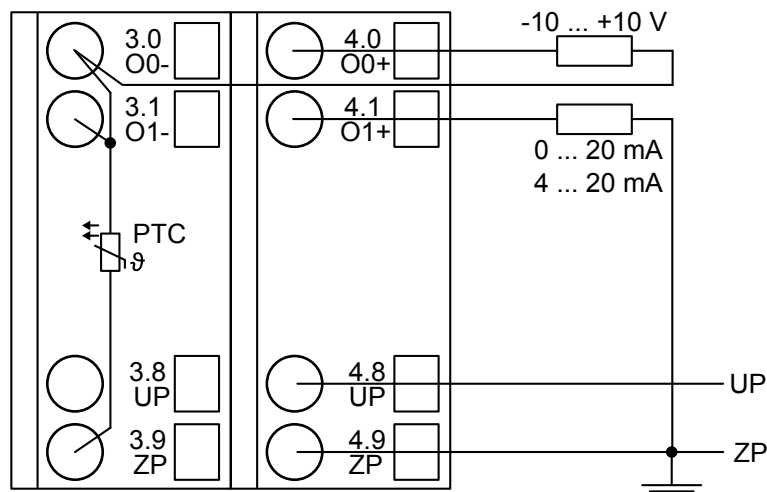 3.0
O0-
4.0
O0+
-10 ... +10 V
3.1
O1-
4.1
O1+
0 ... 20 mA
4 ... 20 mA
PTC
ϑ
3.8
UP
4.8
UP
UP
3.9
ZP
4.9
ZP
ZP